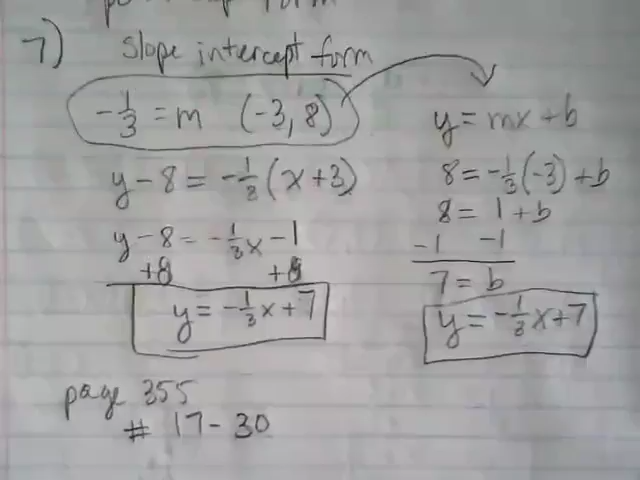 7) slope intercept form
-1/3 = m (-3, 8)
y - 8 = -1/3(x + 3)
y - 8 = -1/3x - 1
+8 +8
y = -1/3x + 7
y = mx + b
8 = -1/3(-3) + b
8 = 1 + b
-1 -1
7 = b
y = -1/3x + 7
page 355
# 17 - 30